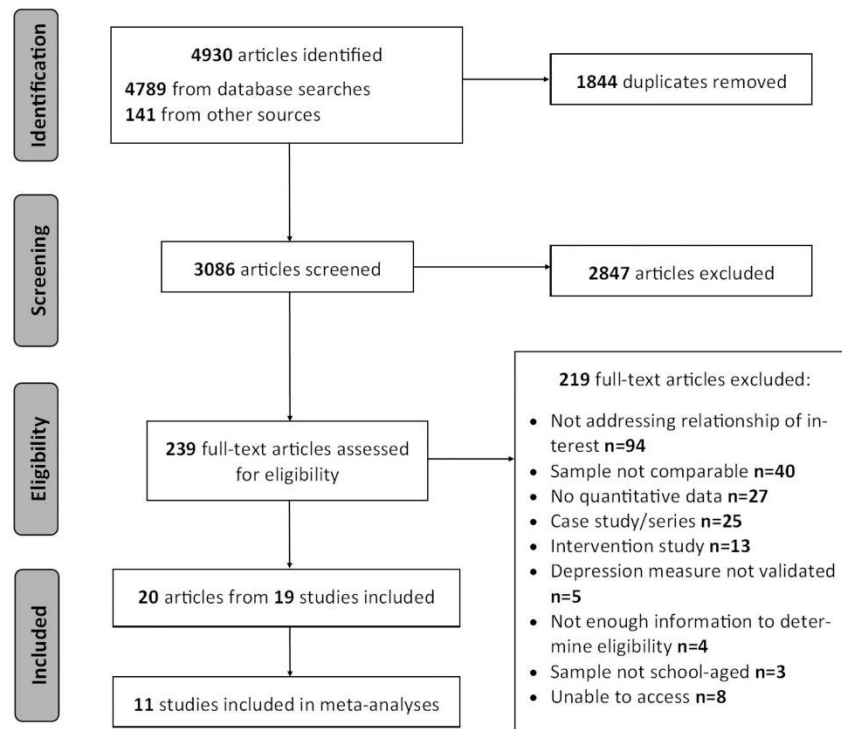 Identification
4930 articles identified
4789 from database searches
141 from other sources
1844 duplicates removed
Screening
3086 articles screened
2847 articles excluded
Eligibility
239 full-text articles assessed
for eligibility
219 full-text articles excluded:
• Not addressing relationship of in-
terest n=94
• Sample not comparable n=40
• No quantitative data n=27
• Case study/series n=25
• Intervention study n=13
• Depression measure not validated
n=5
• Not enough information to deter-
mine eligibility n=4
• Sample not school-aged n=3
• Unable to access n=8
Included
20 articles from 19 studies included
11 studies included in meta-analyses